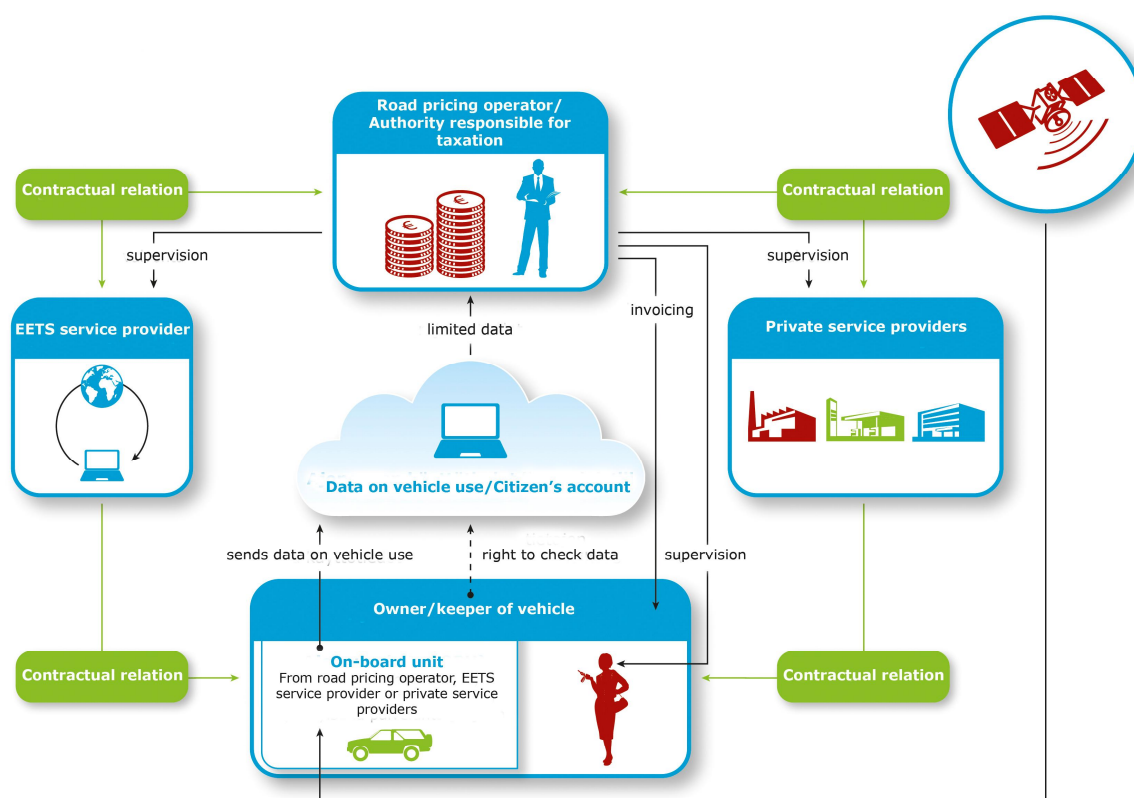 Road pricing operator/
Authority responsible for
taxation
Contractual relation
Contractual relation
supervision
supervision
EETS service provider
invoicing
Private service providers
limited data
Data on vehicle use/Citizen's account
sends data on vehicle use
right to check data
supervision
Owner/keeper of vehicle
On-board unit
From road pricing operator, EETS
service provider or private service
providers
Contractual relation
Contractual relation
€
€